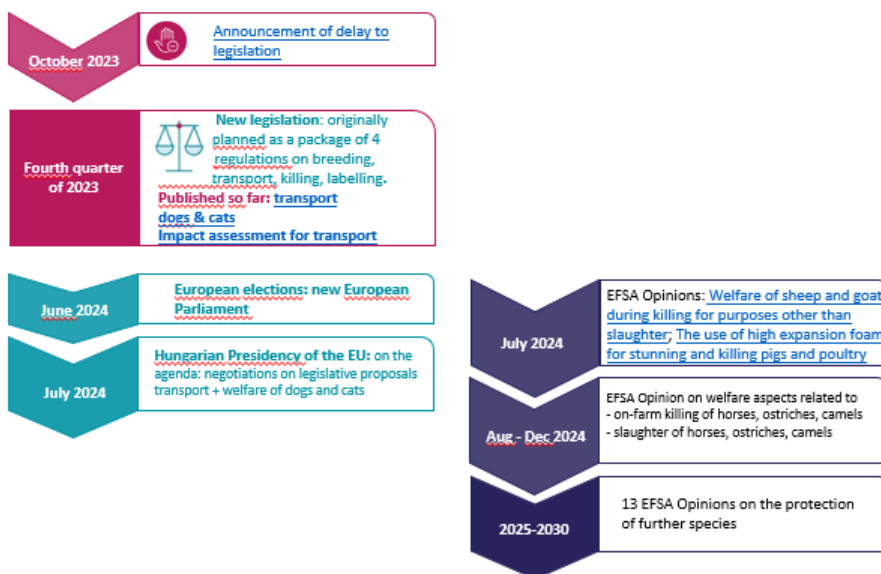 October 2023
Announcement of delay to
legislation
Fourth quarter
of 2023
New legislation: originally
planned as a package of 4
regulations on breeding,
transport, killing, labelling.
Published so far: transport
dogs & cats
Impact assessment for transport
June 2024
European elections: new European
Parliament
July 2024
Hungarian Presidency of the EU: on the
agenda: negotiations on legislative proposals
transport + welfare of dogs and cats
July 2024
EFSA Opinions: Welfare of sheep and goat
during killing for purposes other than
slaughter; The use of high expansion foam
for stunning and killing pigs and poultry
Aug - Dec 2024
EFSA Opinion on welfare aspects related to
- on-farm killing of horses, ostriches, camels
- slaughter of horses, ostriches, camels
2025-2030
13 EFSA Opinions on the protection
of further species